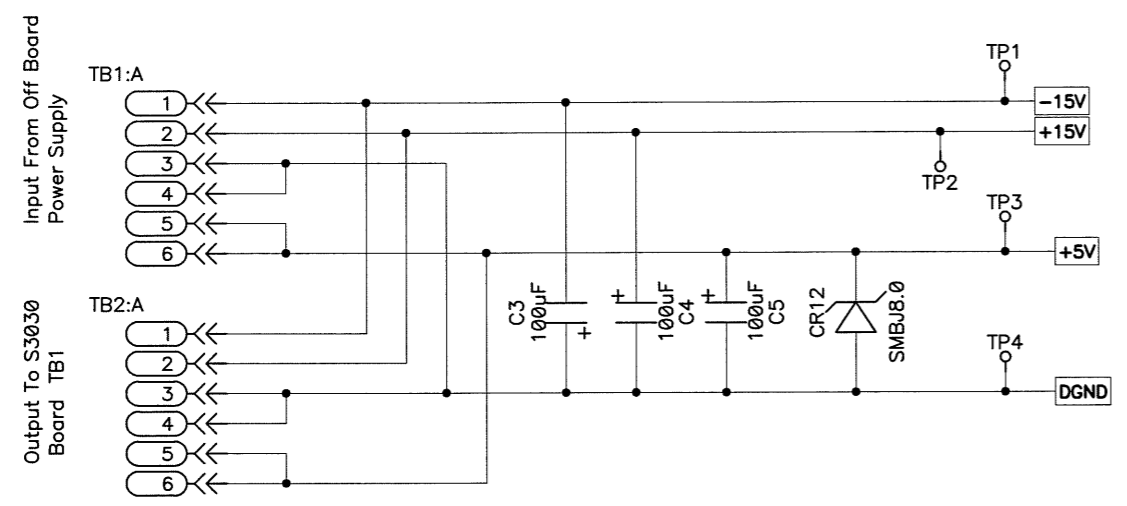 Input From Off Board
Power Supply
TB1:A
1
2
3
4
5
6
TP1
-15V
+15V
TP2
TP3
+5V
Output To S3030
Board TB1
TB2:A
1
2
3
4
5
6
C3
100uF
+
+
100uF
C4
+
100uF
C5
CR12
SMBJ8.0
TP4
DGND